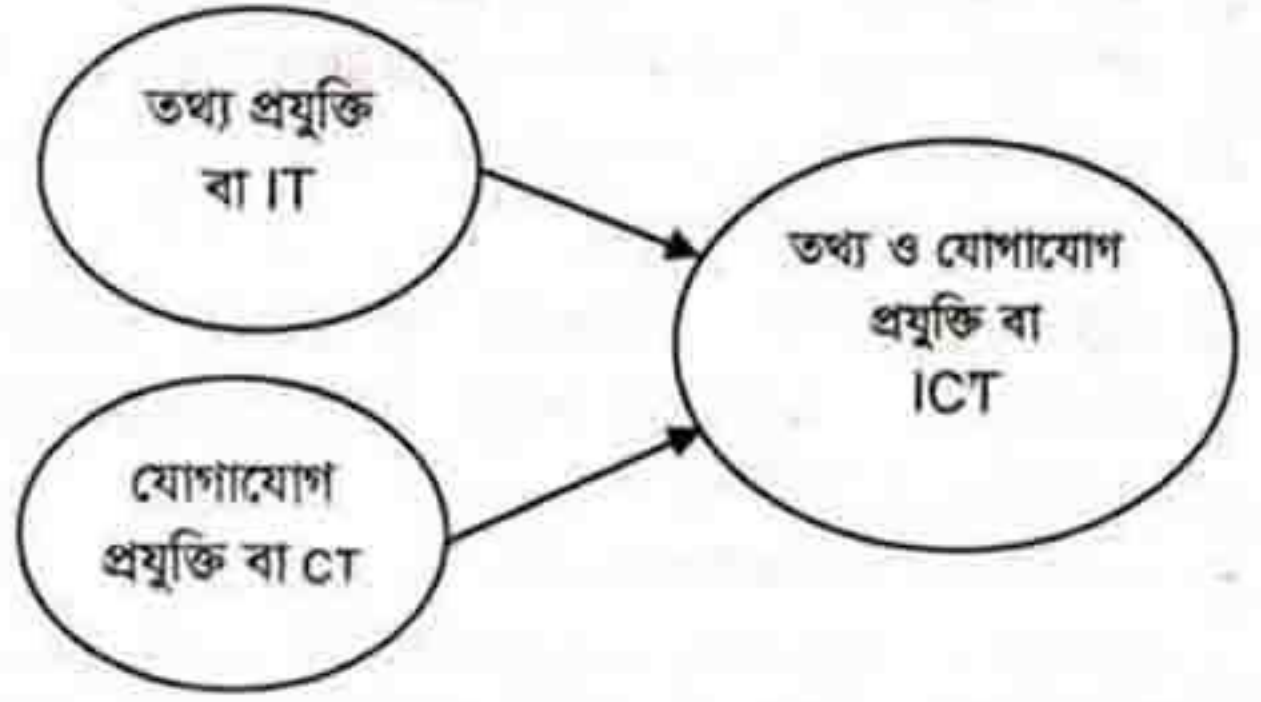 তথ্য প্রযুক্তি
বা IT
যোগাযোগ
প্রযুক্তি বা CT
তথ্য ও যোগাযোগ
প্রযুক্তি বা
ICT